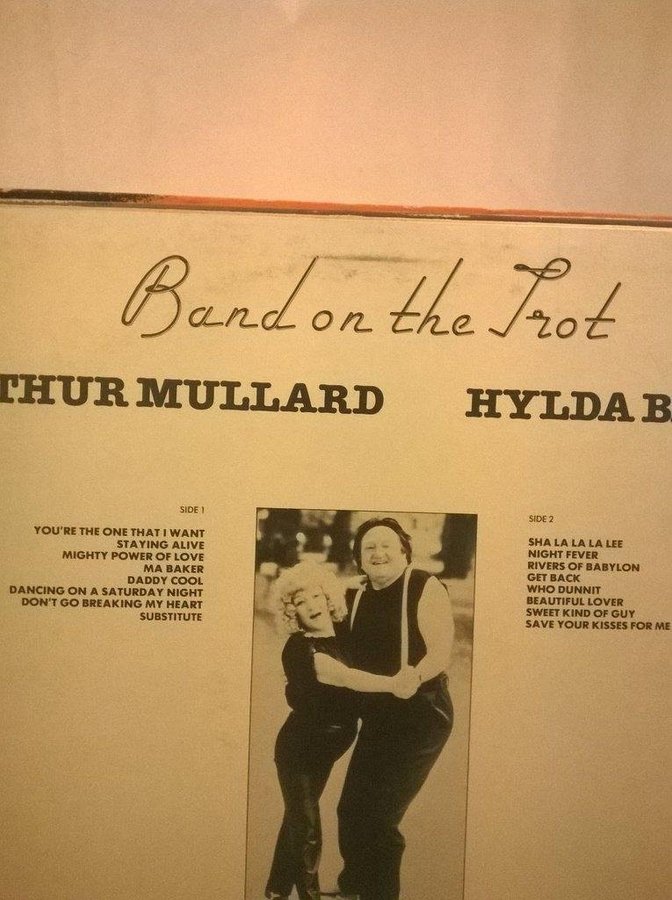 Band on the Trot
THUR MULLARD HYLDA B
SIDE 1
YOU'RE THE ONE THAT I WANT
STAYING ALIVE
MIGHTY POWER OF LOVE
MA BAKER
DADDY COOL
DANCING ON A SATURDAY NIGHT
DON'T GO BREAKING MY HEART
SUBSTITUTE
SIDE 2
SHA LA LA LA LEE
NIGHT FEVER
RIVERS OF BABYLON
GET BACK
WHO DUNNIT
BEAUTIFUL LOVER
SWEET KIND OF GUY
SAVE YOUR KISSES FOR ME